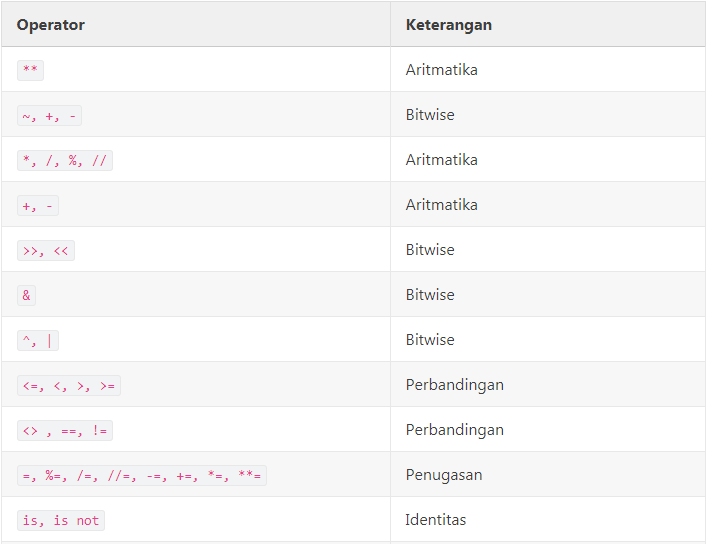 Operator Keterangan
** Aritmatika
~, +, - Bitwise
*, /, %, // Aritmatika
+, - Aritmatika
>>, << Bitwise
& Bitwise
^, | Bitwise
<=, <, >, >= Perbandingan
<> , ==, != Perbandingan
=, %=, /=, //=, -=, +=, *=, **= Penugasan
is, is not Identitas